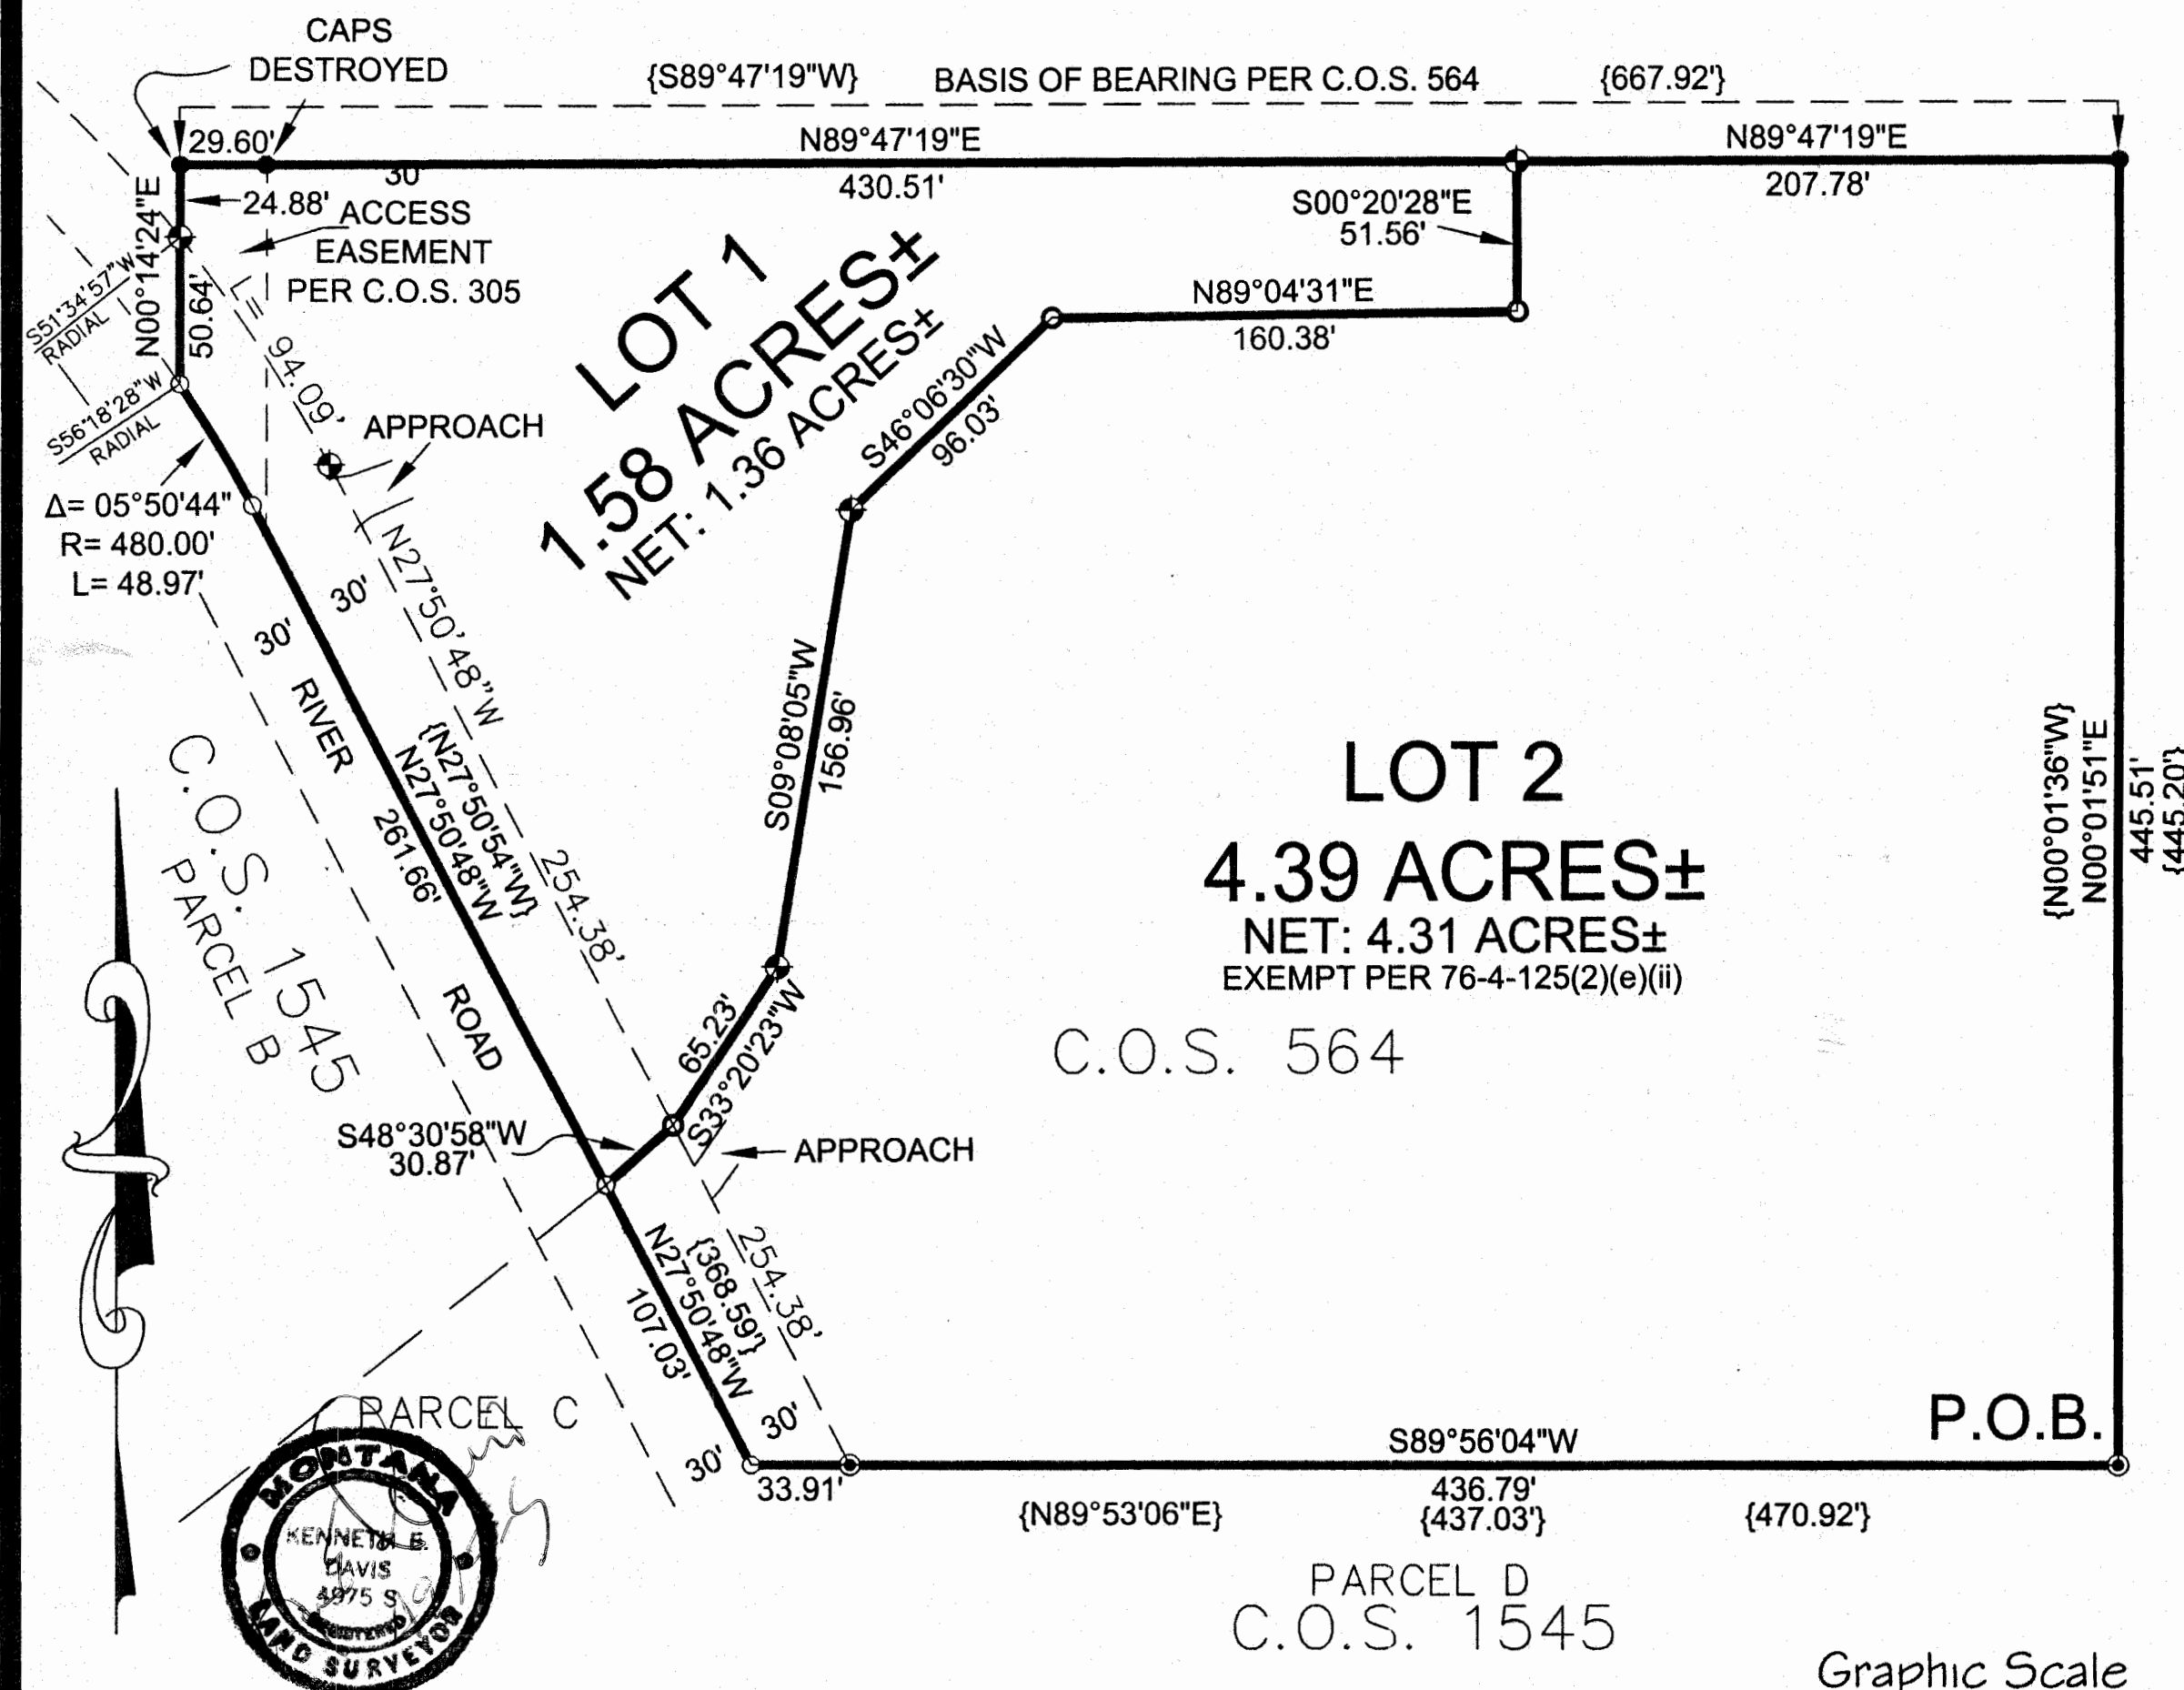 CAPS
DESTROYED
{S89°47'19"W}
BASIS OF BEARING PER C.O.S. 564
{667.92'}
29.60'
N89°47'19"E
N89°47'19"E
30'
430.51'
207.78'
24.88'
N00°14'24"E
50.64'
ACCESS
EASEMENT
PER C.O.S. 305
S00°20'28"E
51.56'
S51°34'57"W
RADIAL
L= 94.09'
LOT 1
1.58 ACRES±
NET: 1.36 ACRES±
N89°04'31"E
160.38'
S46°06'30"W
96.03'
S56°18'28"W
RADIAL
APPROACH
Δ= 05°50'44"
R= 480.00'
L= 48.97'
N27°50'48"W
30'
30'
S09°08'05"W
156.96'
RIVER
ROAD
{N27°50'54"W}
N27°50'48"W
261.66'
254.38'
C.O.S. 1545
PARCEL B
LOT 2
4.39 ACRES±
NET: 4.31 ACRES±
EXEMPT PER 76-4-125(2)(e)(ii)
C.O.S. 564
{N00°01'36"W}
N00°01'51"E
445.51'
{445.20'}
65.23'
S33°20'23"W
S48°30'58"W
30.87'
APPROACH
254.38'
{368.59'}
N27°50'48"W
107.03'
PARCEL C
30'
30'
P.O.B.
S89°56'04"W
33.91'
436.79'
{N89°53'06"E}
{437.03'}
{470.92'}
PARCEL D
C.O.S. 1545
MONTANA
KENNETH E.
DAVIS
4975 S
REGISTERED
LAND SURVEYOR
Graphic Scale